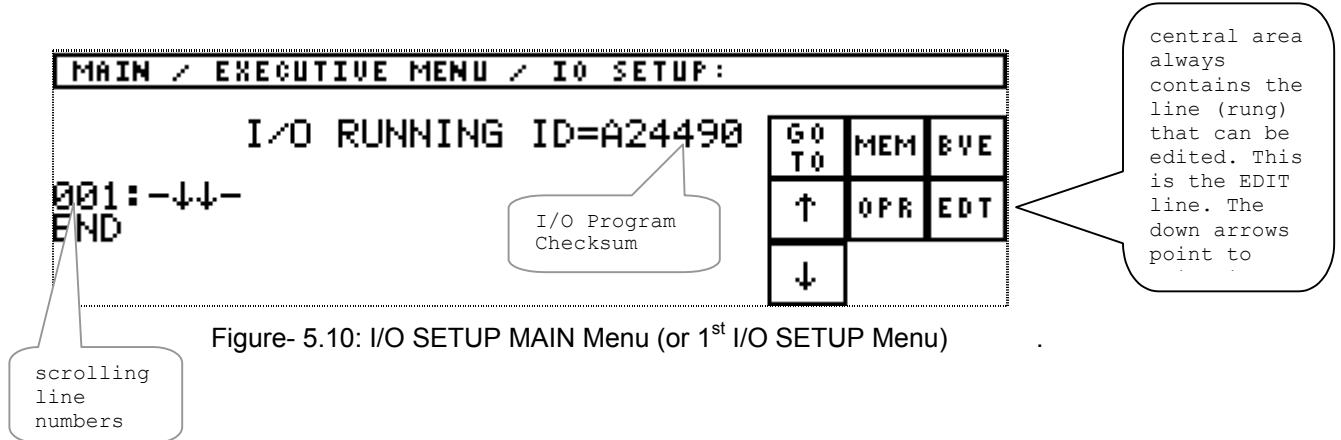 MAIN / EXECUTIVE MENU / IO SETUP:
I/O RUNNING ID=A24490
001:-↓↓-
END
GO TO
MEM
BYE
↑
OPR
EDT
↓
I/O Program
Checksum
scrolling
line
numbers
central area
always
contains the
line (rung)
that can be
edited. This
is the EDIT
line. The
down arrows
point to
Figure- 5.10: I/O SETUP MAIN Menu (or 1st I/O SETUP Menu) .